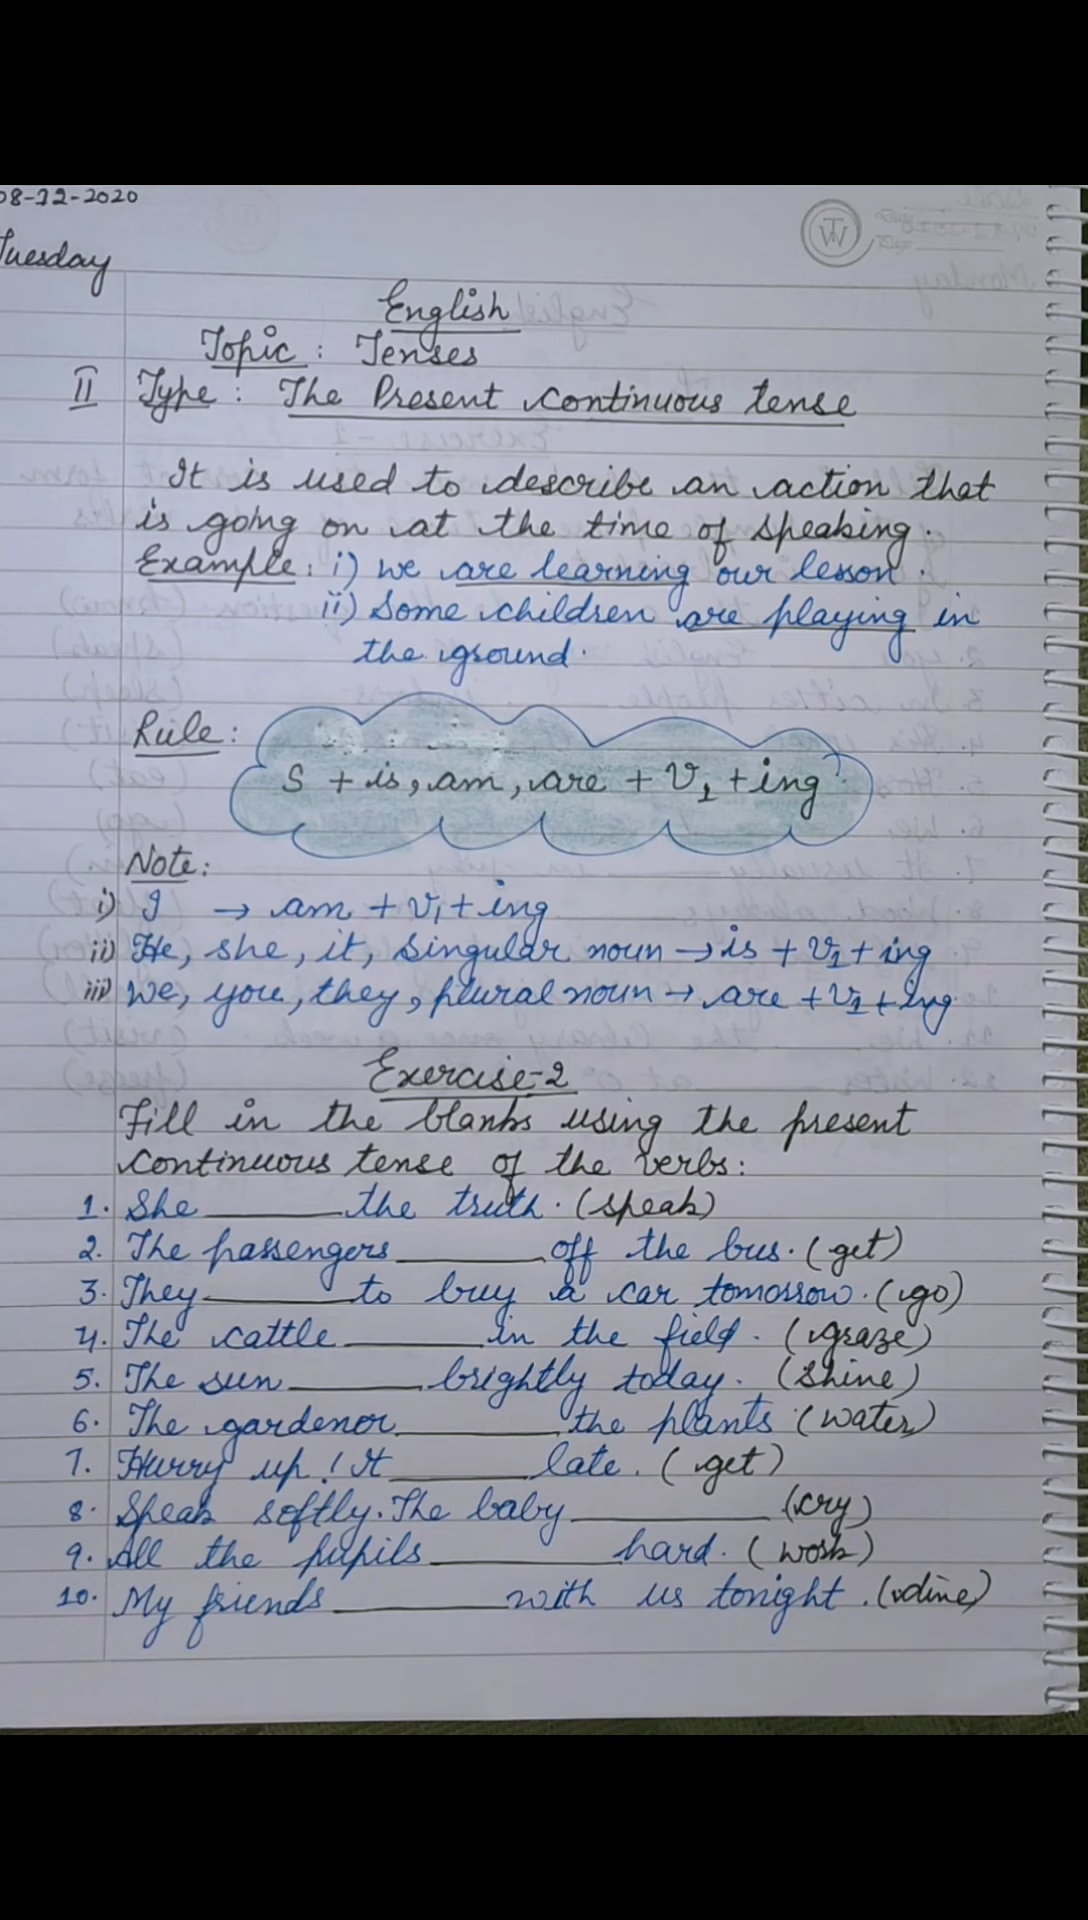 08-12-2020
Tuesday
English
Topic : Tenses
II Type : The Present continuous tense
It is used to describe an action that
is going on at the time of speaking.
Example : i) we are learning our lesson.
ii) Some children are playing in
the ground.
Rule :
S + is, am, are + V1 + ing
Note :
i) I → am + V1 + ing
ii) He, she, it, singular noun → is + V1 + ing
iii) We, you, they, plural noun → are + V1 + ing
Exercise-2
Fill in the blanks using the present
continuous tense of the verbs :
1. She ______ the truth. (speak)
2. The passengers ______ off the bus. (get)
3. They ______ to buy a car tomorrow. (go)
4. The cattle ______ in the field. (graze)
5. The sun ______ brightly today. (shine)
6. The gardenor ______ the plants (water)
7. Hurry up! It ______ late. (get)
8. Speak softly. The baby ______ (cry)
9. All the pupils ______ hard. (work)
10. My friends ______ with us tonight. (dine)